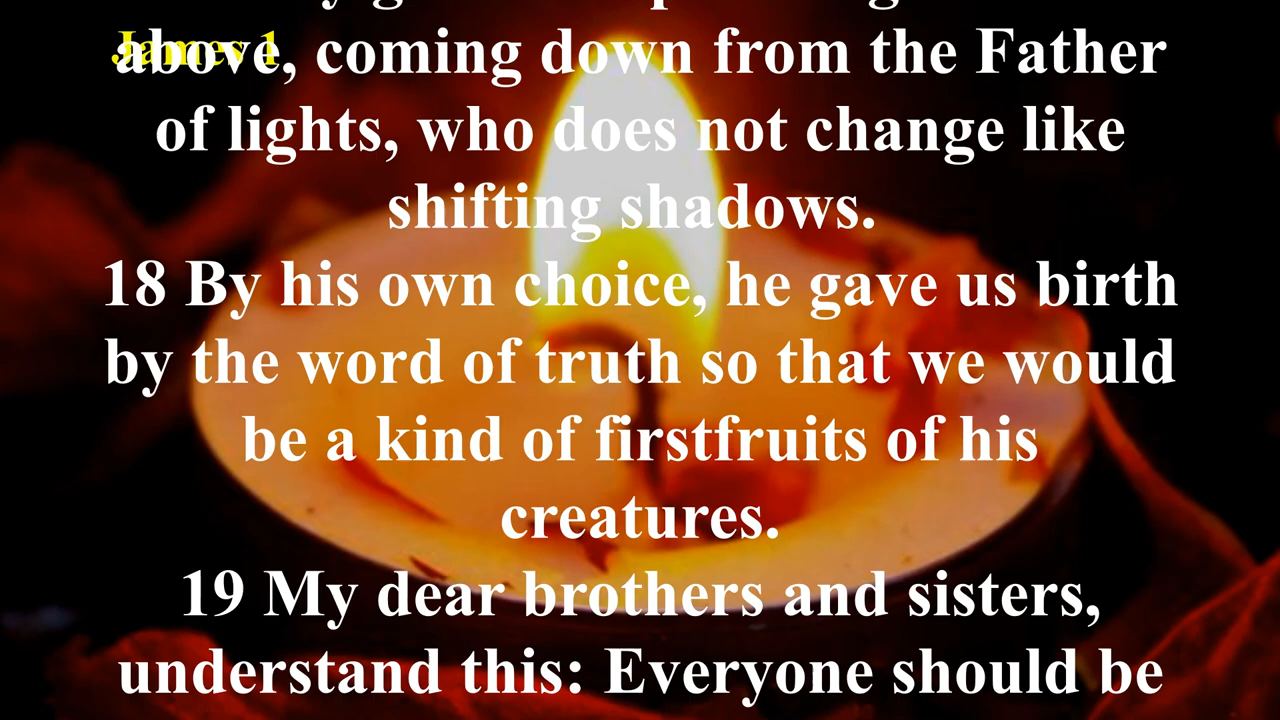 James 1
above, coming down from the Father
of lights, who does not change like
shifting shadows.
18 By his own choice, he gave us birth
by the word of truth so that we would
be a kind of firstfruits of his
creatures.
19 My dear brothers and sisters,
understand this: Everyone should be